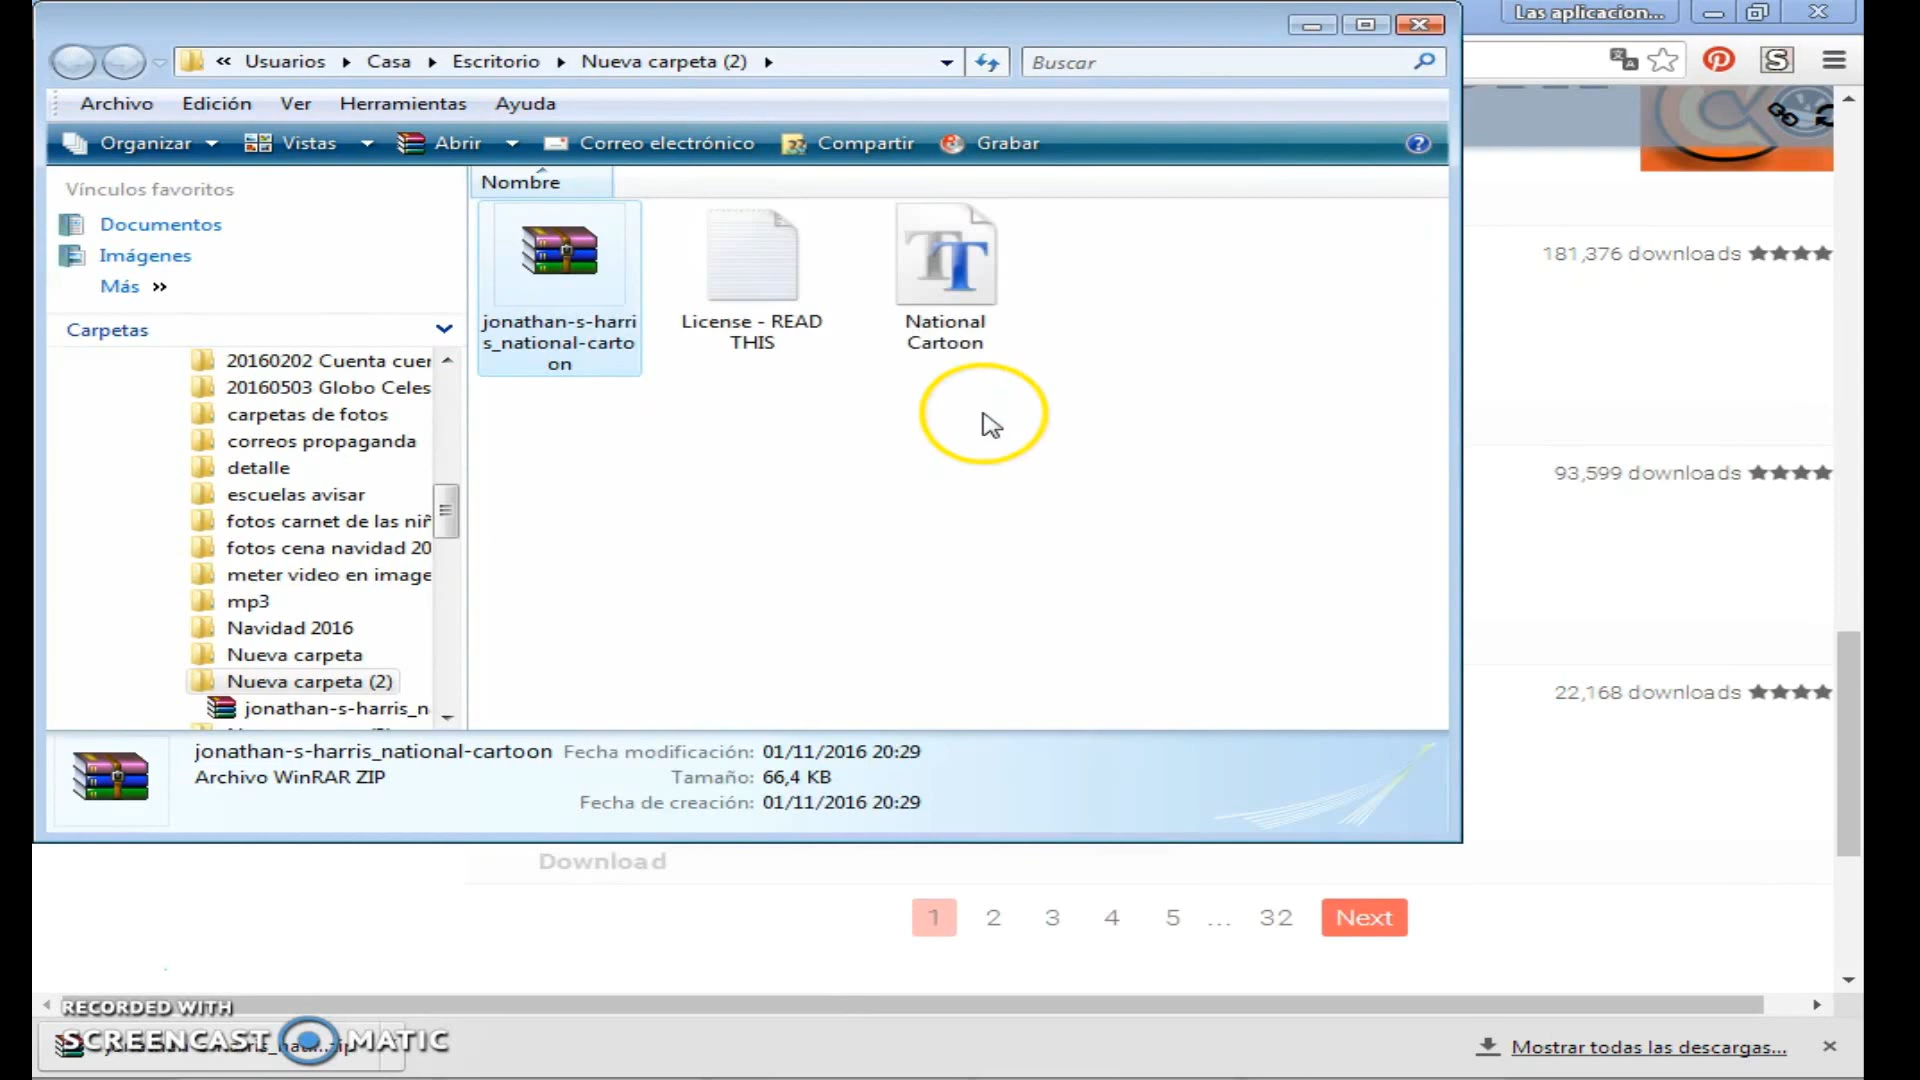 Las aplicacion...
« Usuarios Casa Escritorio Nueva carpeta (2)
Buscar
Archivo Edición Ver Herramientas Ayuda
Organizar Vistas Abrir Correo electrónico Compartir Grabar
Vínculos favoritos
Documentos
Imágenes
Más »
Carpetas
20160202 Cuenta cuer
20160503 Globo Celes
carpetas de fotos
correos propaganda
detalle
escuelas avisar
fotos carnet de las niñ
fotos cena navidad 20
meter video en image
mp3
Navidad 2016
Nueva carpeta
Nueva carpeta (2)
jonathan-s-harris_n
Nombre
jonathan-s-harri
s_national-carto
on
License - READ
THIS
National
Cartoon
jonathan-s-harris_national-cartoon
Archivo WinRAR ZIP
Fecha modificación: 01/11/2016 20:29
Tamaño: 66,4 KB
Fecha de creación: 01/11/2016 20:29
181,376 downloads
93,599 downloads
22,168 downloads
Download
1 2 3 4 5 ... 32 Next
RECORDED WITH
SCREENCAST MATIC
Mostrar todas las descargas...